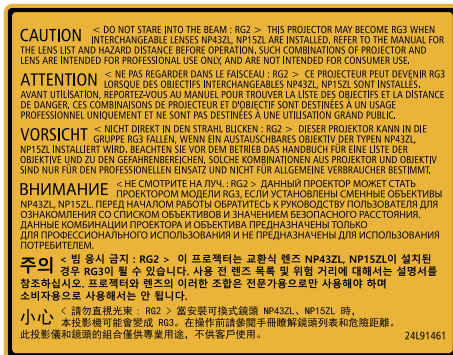 CAUTION < DO NOT STARE INTO THE BEAM : RG2 > THIS PROJECTOR MAY BECOME RG3 WHEN
INTERCHANGEABLE LENSES NP43ZL, NP15ZL ARE INSTALLED, REFER TO THE MANUAL FOR
THE LENS LIST AND HAZARD DISTANCE BEFORE OPERATION. SUCH COMBINATIONS OF PROJECTOR AND
LENS ARE INTENDED FOR PROFESSIONAL USE ONLY, AND ARE NOT INTENDED FOR CONSUMER USE.
ATTENTION < NE PAS REGARDER DANS LE FAISCEAU : RG2 > CE PROJECTEUR PEUT DEVENIR RG3
LORSQUE DES OBJECTIFS INTERCHANGEABLES NP43ZL, NP15ZL SONT INSTALLÉS.
AVANT UTILISATION, REPORTEZ-VOUS AU MANUEL POUR TROUVER LA LISTE DES OBJECTIFS ET LA DISTANCE
DE DANGER, CES COMBINAISONS DE PROJECTEUR ET D'OBJECTIF SONT DESTINÉES À UN USAGE
PROFESSIONNEL UNIQUEMENT ET NE SONT PAS DESTINÉES À UNE UTILISATION GRAND PUBLIC.
VORSICHT < NICHT DIREKT IN DEN STRAHL BLICKEN : RG2 > DIESER PROJEKTOR KANN IN DIE
GRUPPE RG3 FALLEN, WENN EIN AUSTAUSCHBARES OBJEKTIV DER TYPEN NP43ZL,
NP15ZL INSTALLIERT WIRD. BEACHTEN SIE VOR DEM BETRIEB DAS HANDBUCH FÜR EINE LISTE DER
OBJEKTIVE UND ZU DEN GEFAHRENBEREICHEN, SOLCHE KOMBINATIONEN AUS PROJEKTOR UND OBJEKTIV
SIND NUR FÜR DEN PROFESSIONELLEN EINSATZ UND NICHT FÜR ALLGEMEINE VERBRAUCHER BESTIMMT.
ВНИМАНИЕ < НЕ СМОТРИТЕ НА ЛУЧ. : RG2 > ДАННЫЙ ПРОЕКТОР МОЖЕТ СТАТЬ
ПРОЕКТОРОМ МОДЕЛИ RG3, ЕСЛИ УСТАНОВЛЕНЫ СМЕННЫЕ ОБЪЕКТИВЫ
NP43ZL, NP15ZL. ПЕРЕД НАЧАЛОМ РАБОТЫ ОБРАТИТЕСЬ К РУКОВОДСТВУ ПОЛЬЗОВАТЕЛЯ ДЛЯ
ОЗНАКОМЛЕНИЯ СО СПИСКОМ ОБЪЕКТИВОВ И ЗНАЧЕНИЕМ БЕЗОПАСНОГО РАССТОЯНИЯ.
ДАННЫЕ КОМБИНАЦИИ ПРОЕКТОРА И ОБЪЕКТИВА ПРЕДНАЗНАЧЕНЫ ТОЛЬКО
ДЛЯ ПРОФЕССИОНАЛЬНОГО ИСПОЛЬЗОВАНИЯ И НЕ ПРЕДНАЗНАЧЕНЫ ДЛЯ ИСПОЛЬЗОВАНИЯ
ПОТРЕБИТЕЛЕМ.
주의 < 빔 응시 금지 : RG2 > 이 프로젝터는 교환식 렌즈 NP43ZL, NP15ZL이 설치된
경우 RG3이 될 수 있습니다. 사용 전 렌즈 목록 및 위험 거리에 대해서는 설명서를
참조하십시오. 프로젝터와 렌즈의 이러한 조합은 전문가용으로만 사용해야 하며
소비자용으로 사용해서는 안 됩니다.
小心 < 請勿直視光束 : RG2 > 當安裝可換式鏡頭 NP43ZL、NP15ZL 時,
本投影機可能會變成 RG3。在操作前請參閱手冊瞭解鏡頭列表和危險距離。
此投影儀和鏡頭的組合僅供專業用途，不供客戶使用。
24L91461